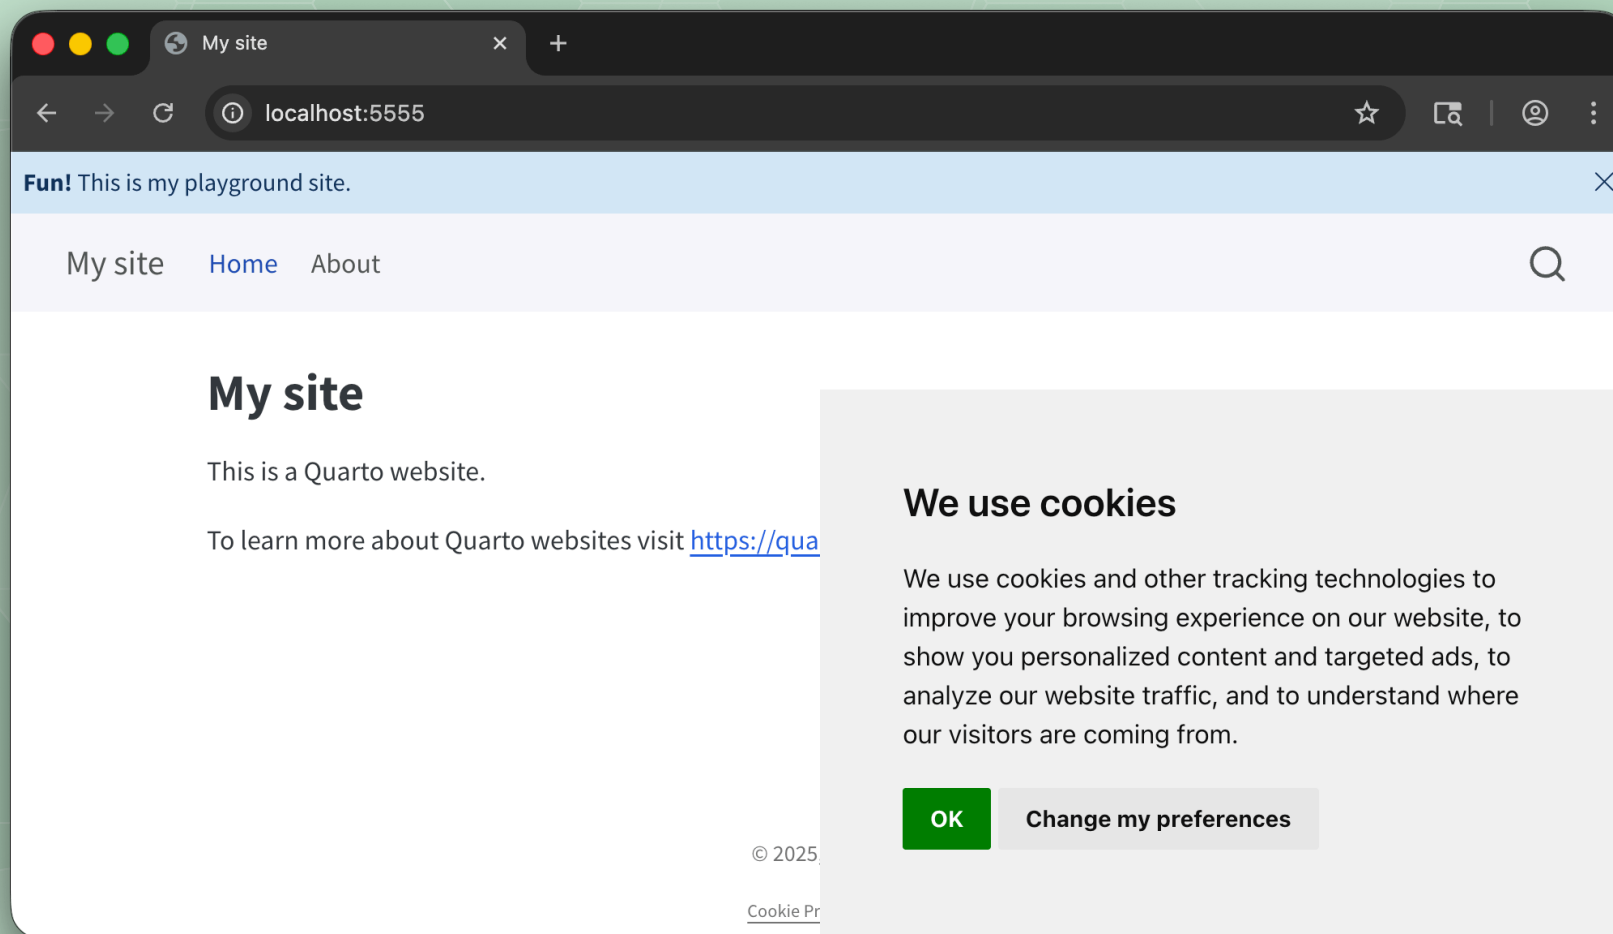 My site
localhost:5555
Fun! This is my playground site.
My site Home About
My site
This is a Quarto website.
To learn more about Quarto websites visit https://qua
We use cookies
We use cookies and other tracking technologies to
improve your browsing experience on our website, to
show you personalized content and targeted ads, to
analyze our website traffic, and to understand where
our visitors are coming from.
OK Change my preferences
© 2025,
Cookie Pr